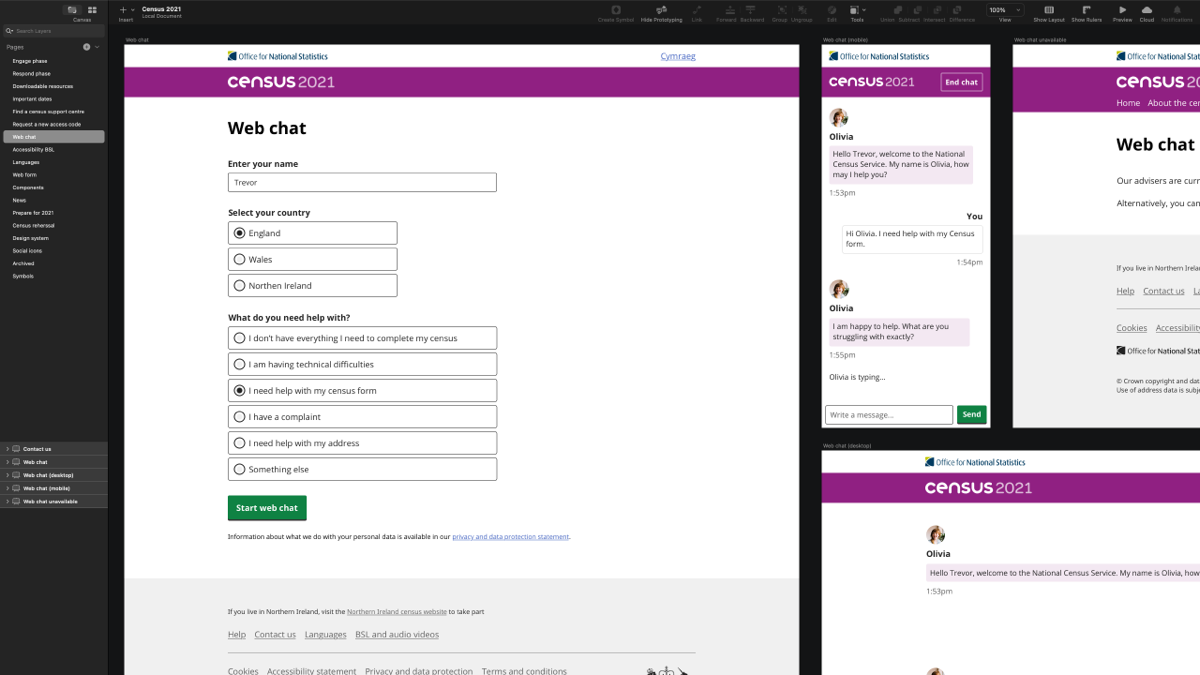 Canvas
Insert
Census 2021
Local Document
Create Symbol
Hide Prototyping
Link
Forward
Backward
Group
Ungroup
Edit
Tools
Union
Subtract
Intersect
Difference
100%
View
Show Layout
Show Rulers
Preview
Cloud
Notifications
Search Layers
Pages
Engage phase
Respond phase
Downloadable resources
Important dates
Find a census support centre
Request a new access code
Web chat
Accessibility BSL
Languages
Web form
Components
News
Prepare for 2021
Census rehersal
Design system
Social icons
Archived
Symbols
Contact us
Web chat
Web chat (desktop)
Web chat (mobile)
Web chat unavailable
Web chat
Office for National Statistics
Cymraeg
census 2021
Web chat
Enter your name
Trevor
Select your country
England
Wales
Northen Ireland
What do you need help with?
I don't have everything I need to complete my census
I am having technical difficulties
I need help with my census form
I have a complaint
I need help with my address
Something else
Start web chat
Information about what we do with your personal data is available in our privacy and data protection statement.
If you live in Northern Ireland, visit the Northern Ireland census website to take part
Help Contact us Languages BSL and audio videos
Cookies Accessibility statement Privacy and data protection Terms and conditions
Web chat (mobile)
Office for National Statistics
census 2021
End chat
Olivia
Hello Trevor, welcome to the National
Census Service. My name is Olivia, how
may I help you?
1:53pm
You
Hi Olivia. I need help with my Census
form.
1:54pm
Olivia
I am happy to help. What are you
struggling with exactly?
1:55pm
Olivia is typing...
Write a message...
Send
Web chat unavailable
Office for National Stat
census 20
Home About the cen
Web chat
Our advisers are curr
Alternatively, you can
If you live in Northern Irelan
Help Contact us La
Cookies Accessibility
Office for National Stat
© Crown copyright and dat
Use of address data is subje
Web chat (desktop)
Office for National Statistics
census 2021
Olivia
Hello Trevor, welcome to the National Census Service. My name is Olivia, how
1:53pm